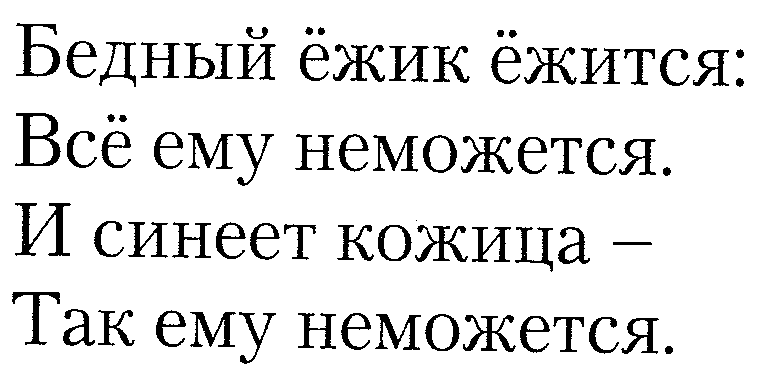 Бедный ёжик ёжится:
Всё ему неможется.
И синеет кожица –
Так ему неможется.